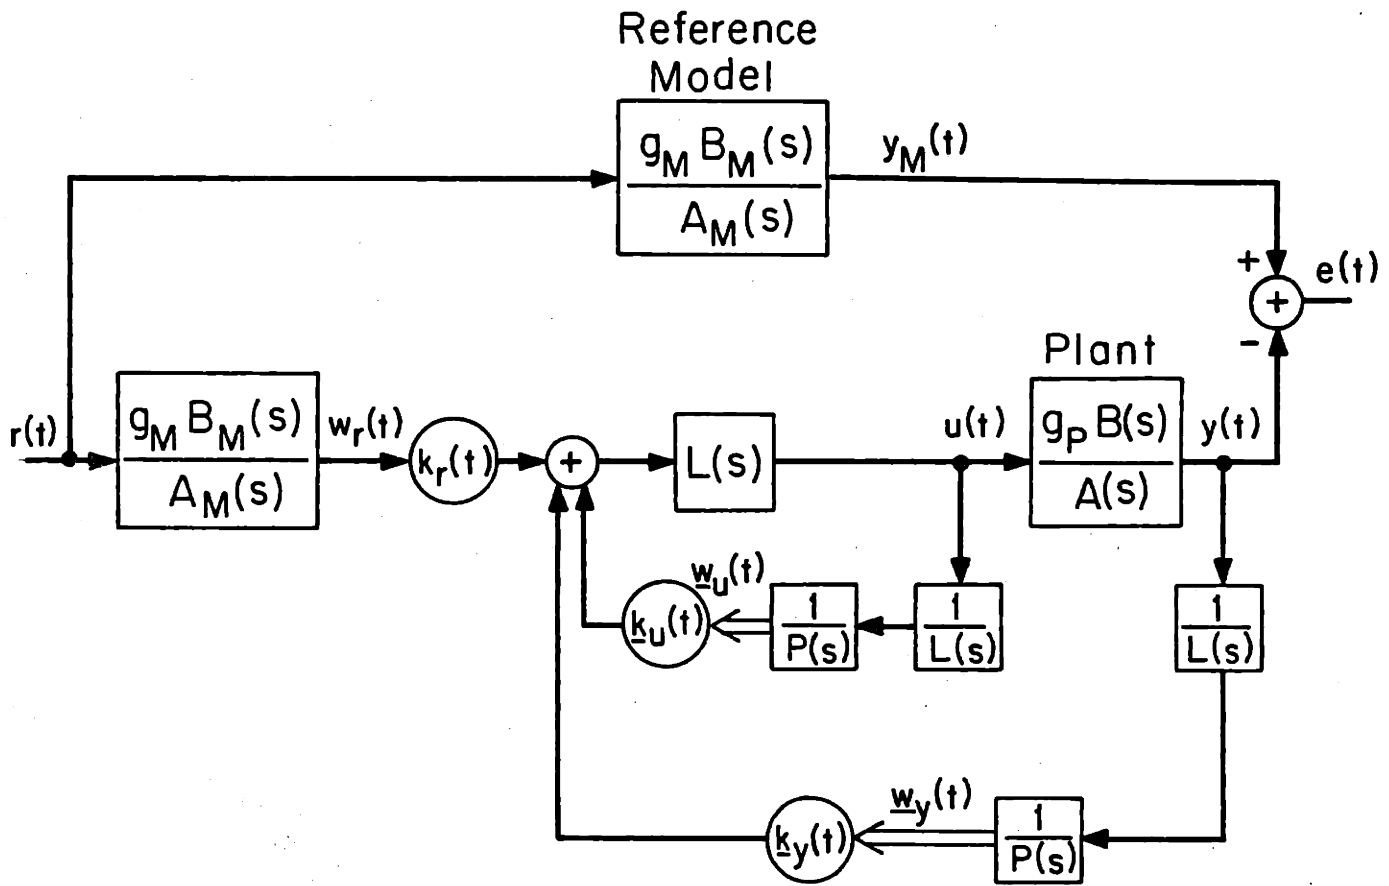 Reference
Model
g_M B_M(s)
A_M(s)
y_M(t)
+
e(t)
+
-
Plant
r(t)
g_M B_M(s)
A_M(s)
w_r(t)
k_r(t)
+
L(s)
u(t)
g_P B(s)
A(s)
y(t)
w_u(t)
k_u(t)
1
P(s)
1
L(s)
1
L(s)
w_y(t)
k_y(t)
1
P(s)